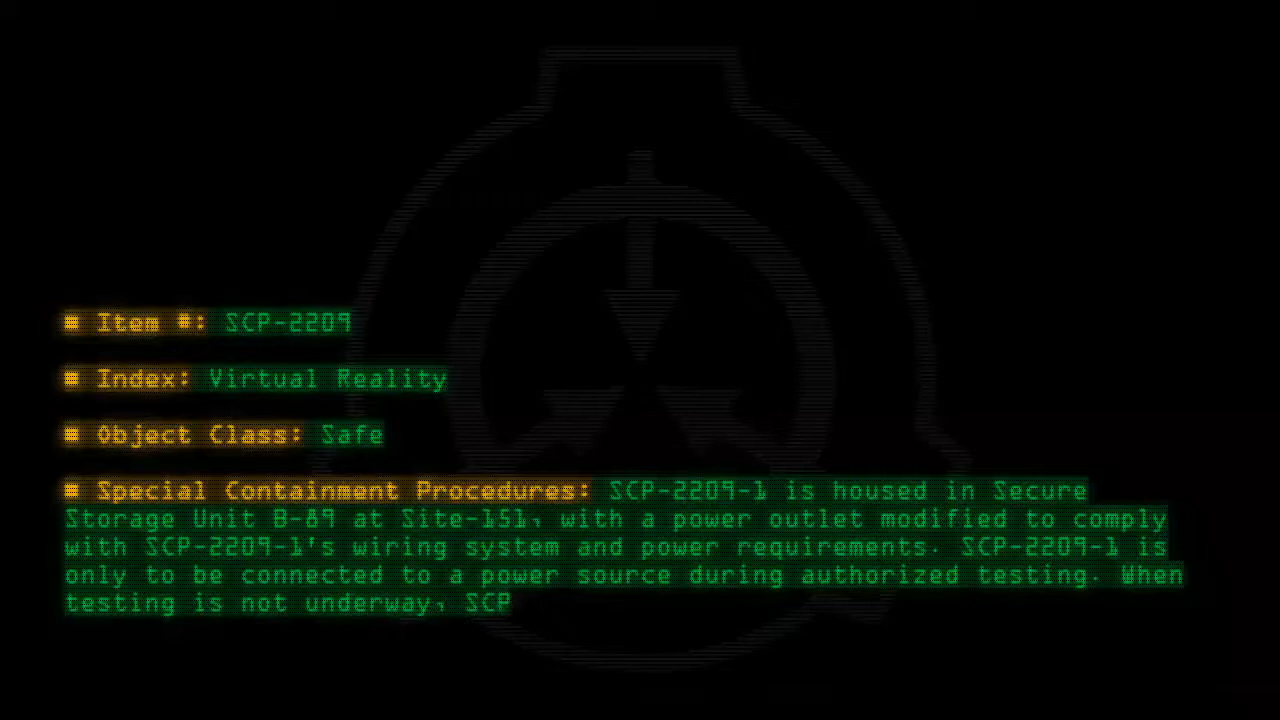 ■ Item #: SCP-2209
■ Index: Virtual Reality
■ Object Class: Safe
■ Special Containment Procedures: SCP-2209-1 is housed in Secure
Storage Unit B-89 at Site-151, with a power outlet modified to comply
with SCP-2209-1's wiring system and power requirements. SCP-2209-1 is
only to be connected to a power source during authorized testing. When
testing is not underway, SCP